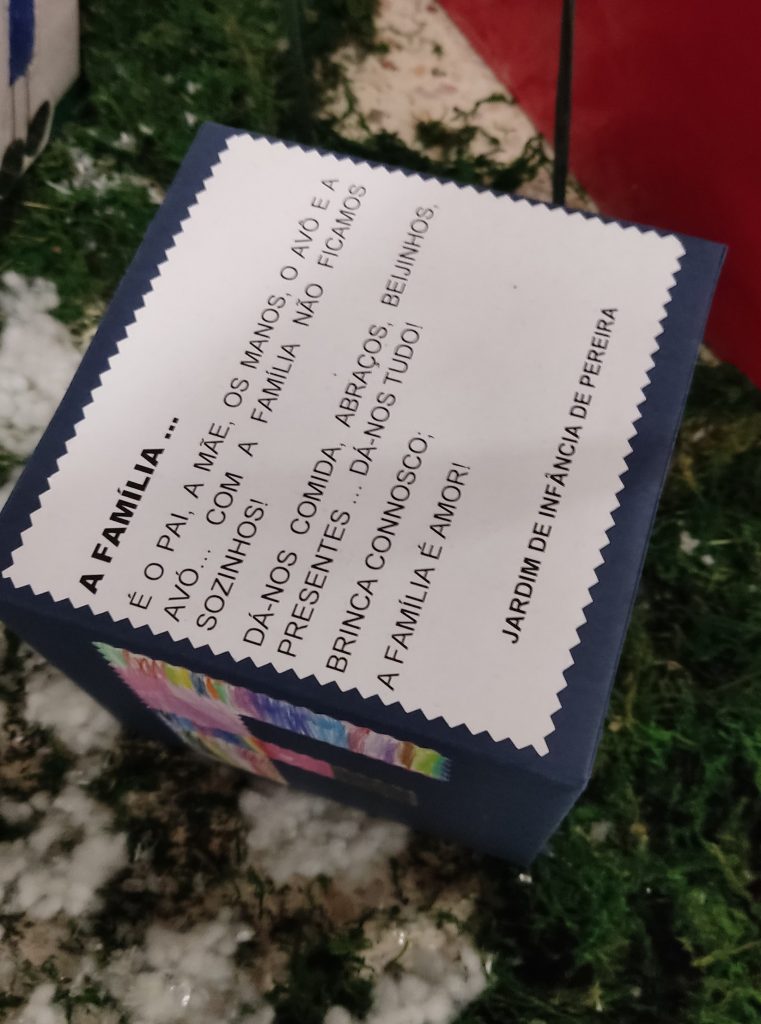 A FAMÍLIA ...
É O PAI, A MÃE, OS MANOS, O AVÔ E A
AVÓ... COM A FAMÍLIA NÃO FICAMOS
SOZINHOS!
DÁ-NOS COMIDA, ABRAÇOS, BEIJINHOS,
PRESENTES ... DÁ-NOS TUDO!
BRINCA CONNOSCO;
A FAMÍLIA É AMOR!
JARDIM DE INFÂNCIA DE PEREIRA